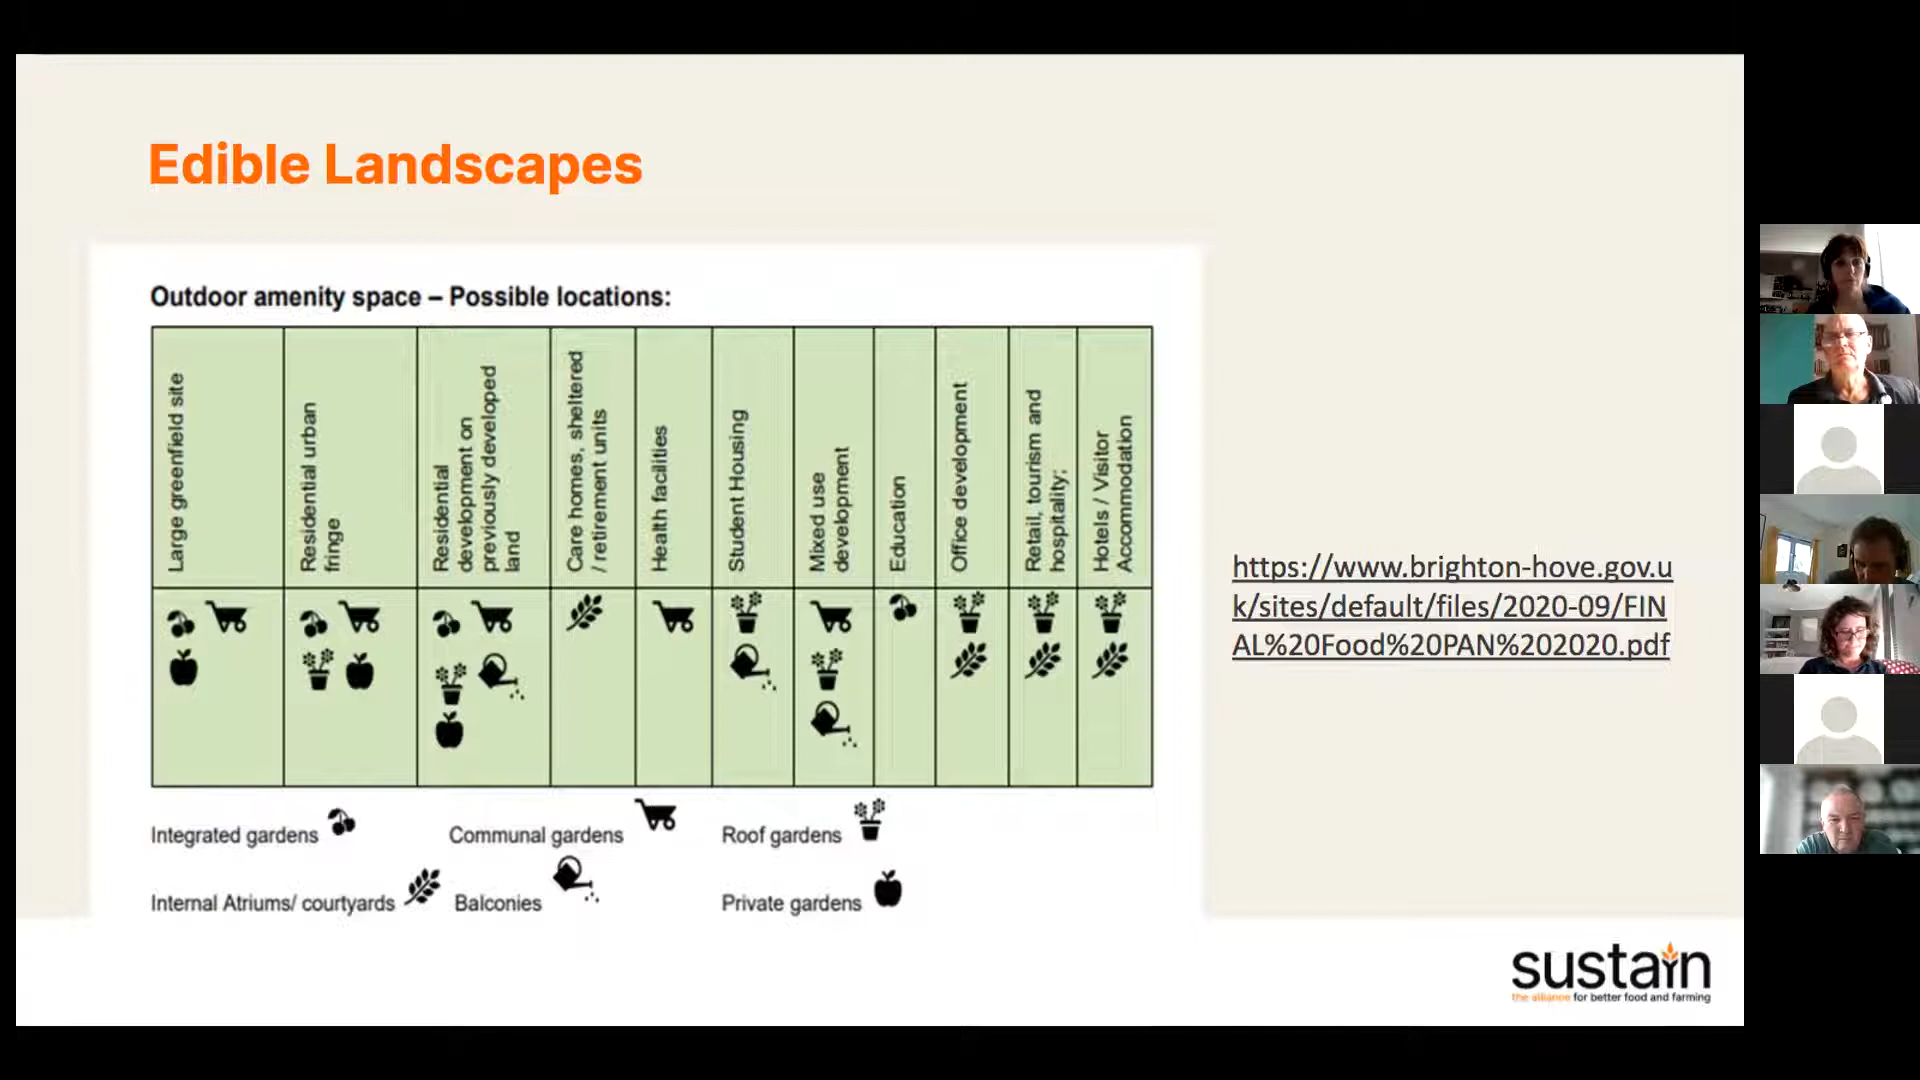 Edible Landscapes
Outdoor amenity space – Possible locations:
Large greenfield site
Residential urban
fringe
Residential
development on
previously developed
land
Care homes, sheltered
/ retirement units
Health facilities
Student Housing
Mixed use
development
Education
Office development
Retail, tourism and
hospitality;
Hotels / Visitor
Accommodation
Integrated gardens
Communal gardens
Roof gardens
Internal Atriums/ courtyards
Balconies
Private gardens
https://www.brighton-hove.gov.u
k/sites/default/files/2020-09/FIN
AL%20Food%20PAN%202020.pdf
sustain
the alliance for better food and farming